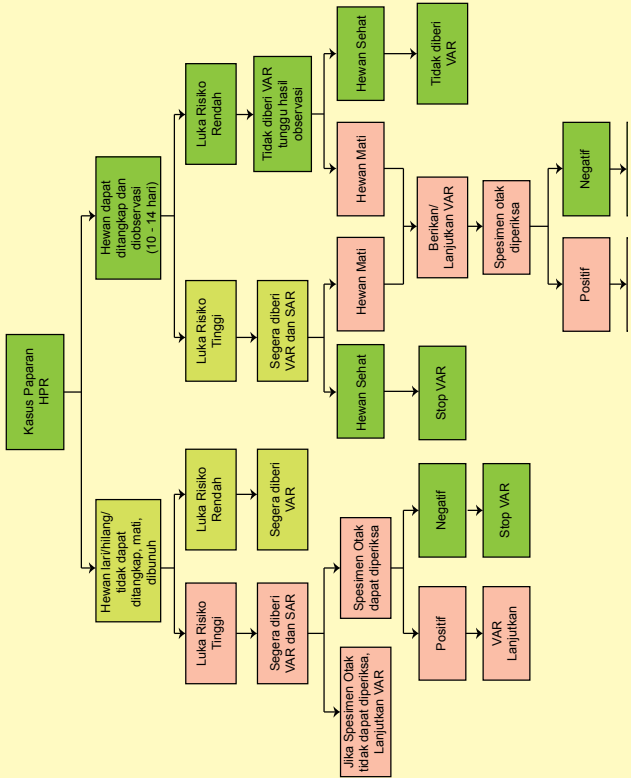 Kasus Paparan
HPR
Hewan lari/hilang/
tidak dapat
ditangkap, mati,
dibunuh
Luka Risiko
Tinggi
Segera diberi
VAR dan SAR
Jika Spesimen Otak
tidak dapat diperiksa,
Lanjutkan VAR
Spesimen Otak
dapat diperiksa
Positif
VAR
Lanjutkan
Negatif
Stop VAR
Luka Risiko
Rendah
Segera diberi
VAR
Hewan dapat
ditangkap dan
diobservasi
(10 - 14 hari)
Luka Risiko
Tinggi
Segera diberi
VAR dan SAR
Hewan Sehat
Stop VAR
Hewan Mati
Luka Risiko
Rendah
Tidak diberi VAR
tunggu hasil
observasi
Hewan Mati
Hewan Sehat
Tidak diberi
VAR
Berikan/
Lanjutkan VAR
Spesimen otak
diperiksa
Positif
Negatif